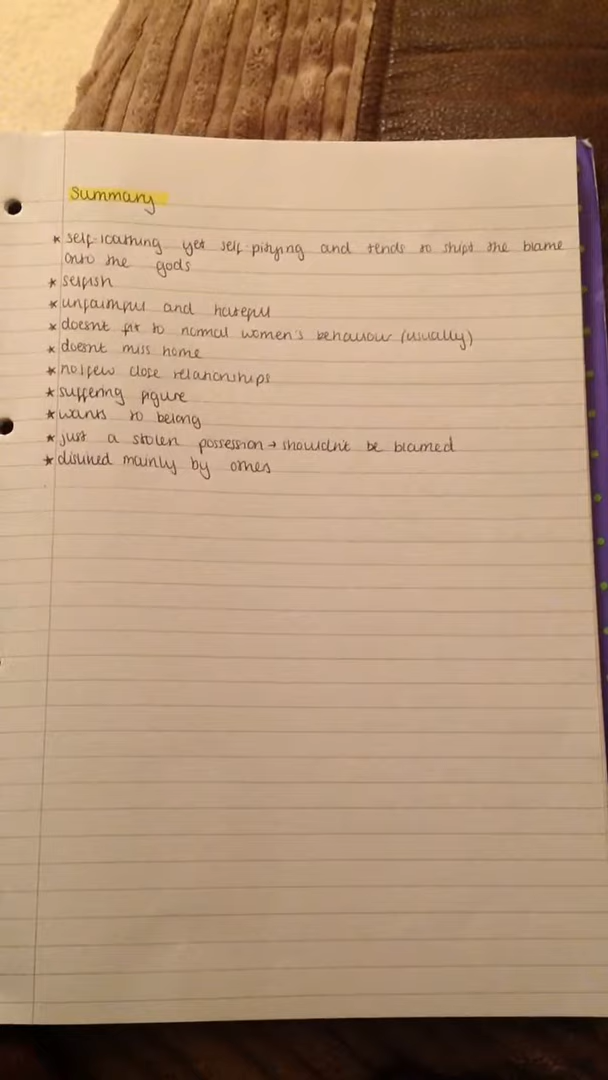 Summary
* self-loathing yet self-pitying and tends to shift the blame
onto the gods
* selfish
* unfaithful and hateful
* doesnt fit to normal women's behaviour (usually)
* doesnt miss home
* no/few close relationships
* suffering figure
* wants to belong
* just a stolen possession → shouldn't be blamed
* disliked mainly by others